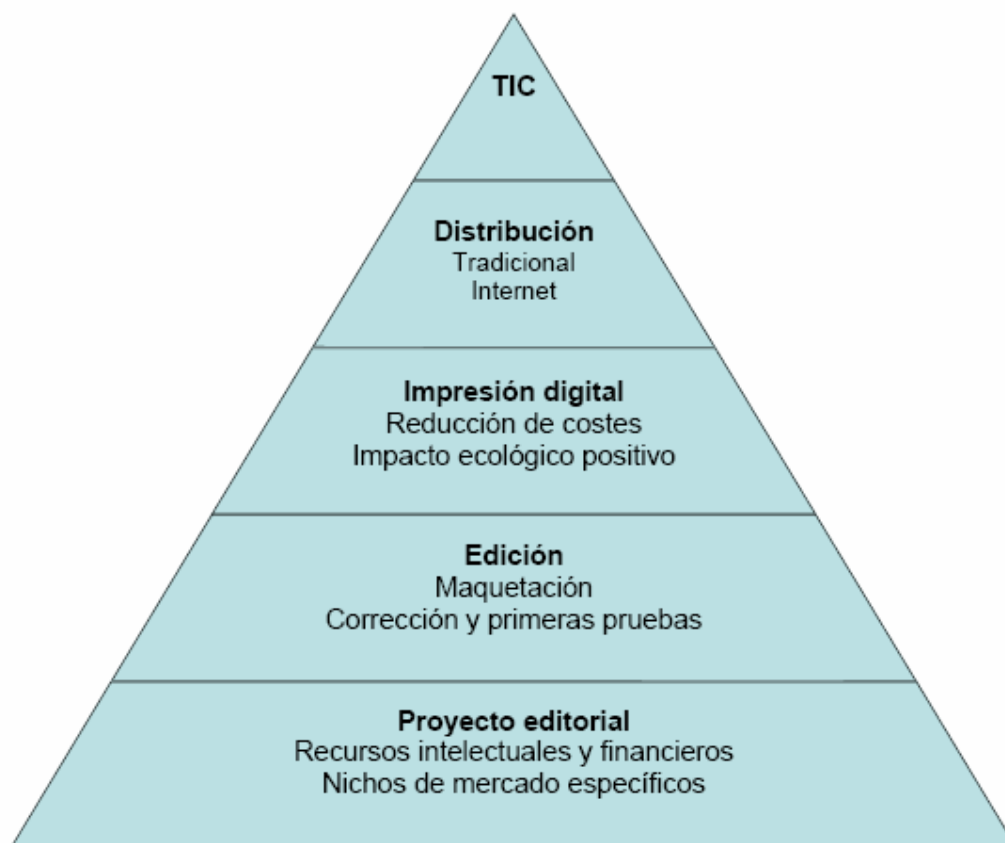 TIC
Distribución
Tradicional
Internet
Impresión digital
Reducción de costes
Impacto ecológico positivo
Edición
Maquetación
Corrección y primeras pruebas
Proyecto editorial
Recursos intelectuales y financieros
Nichos de mercado específicos